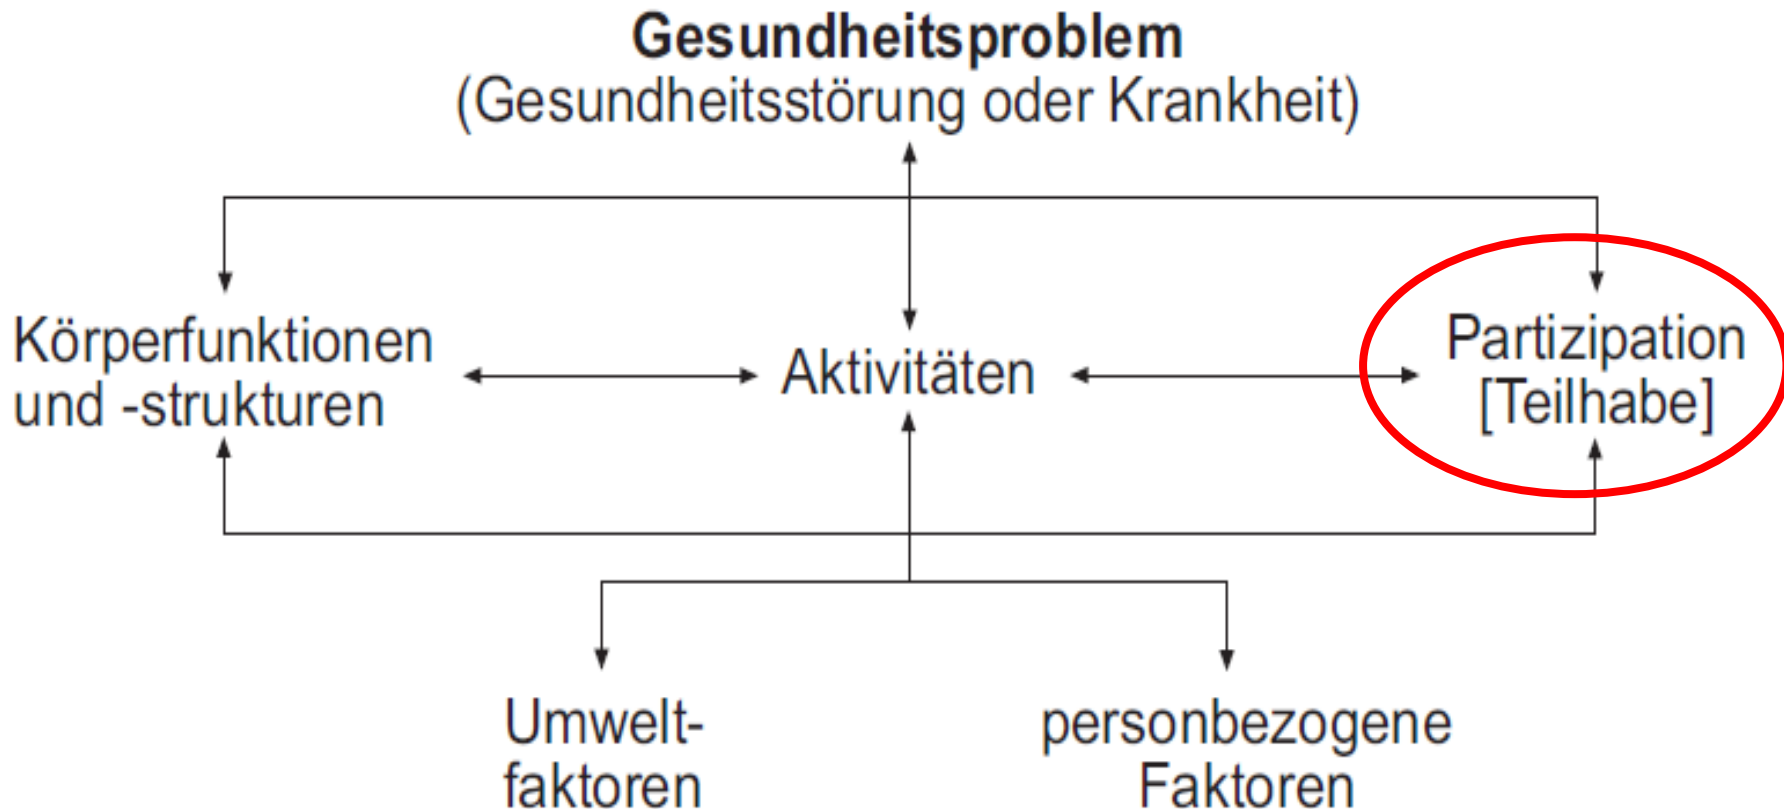 Gesundheitsproblem
(Gesundheitsstörung oder Krankheit)
Körperfunktionen
und -strukturen
Aktivitäten
Partizipation
[Teilhabe]
Umwelt-
faktoren
personbezogene
Faktoren